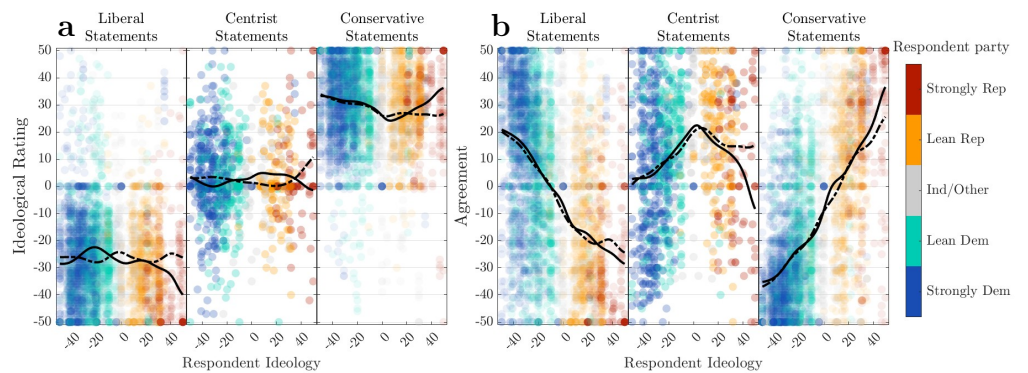 a
Liberal
Statements
Centrist
Statements
Conservative
Statements
Ideological Rating
50
40
30
20
10
0
-10
-20
-30
-40
-50
-40
-20
0
20
40
-40
-20
0
20
40
-40
-20
0
20
40
Respondent Ideology
b
Liberal
Statements
Centrist
Statements
Conservative
Statements
Agreement
50
40
30
20
10
0
-10
-20
-30
-40
-50
-40
-20
0
20
40
-40
-20
0
20
40
-40
-20
0
20
40
Respondent Ideology
Respondent party
Strongly Rep
Lean Rep
Ind/Other
Lean Dem
Strongly Dem